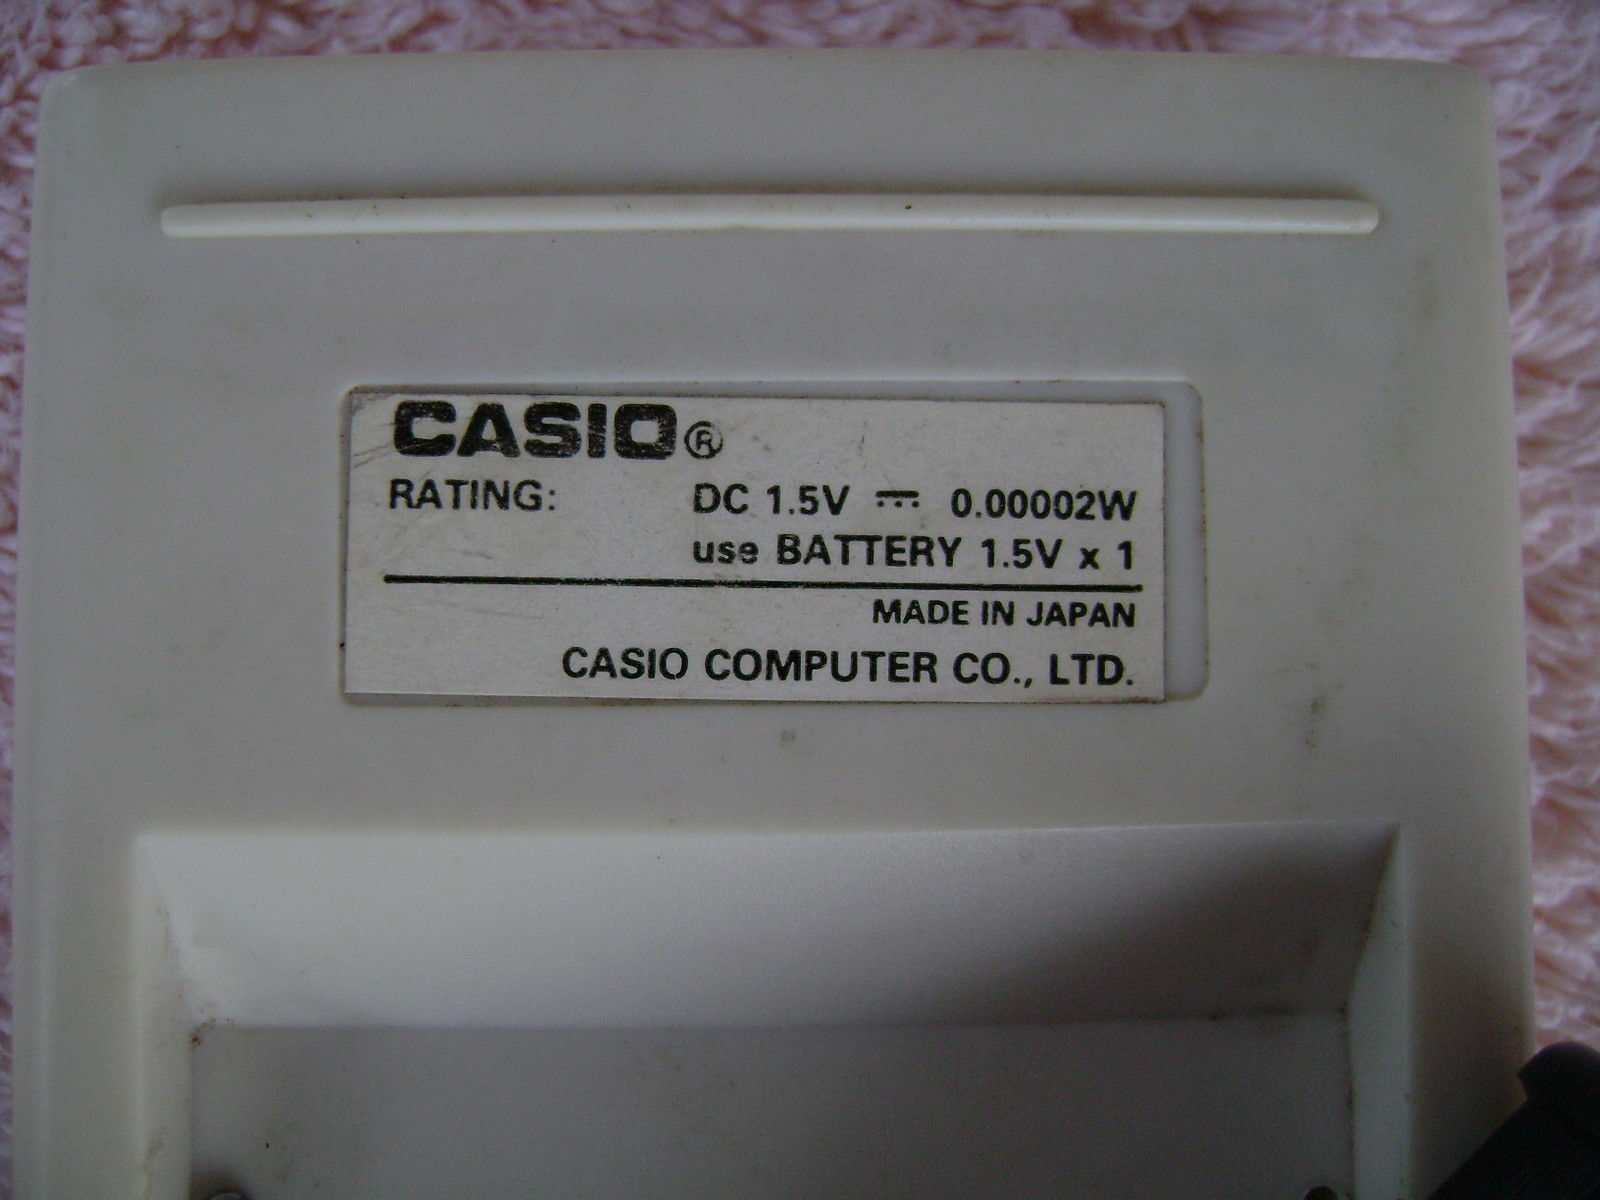 CASIO®
RATING: DC 1.5V ⎓ 0.00002W
use BATTERY 1.5V x 1
MADE IN JAPAN
CASIO COMPUTER CO., LTD.